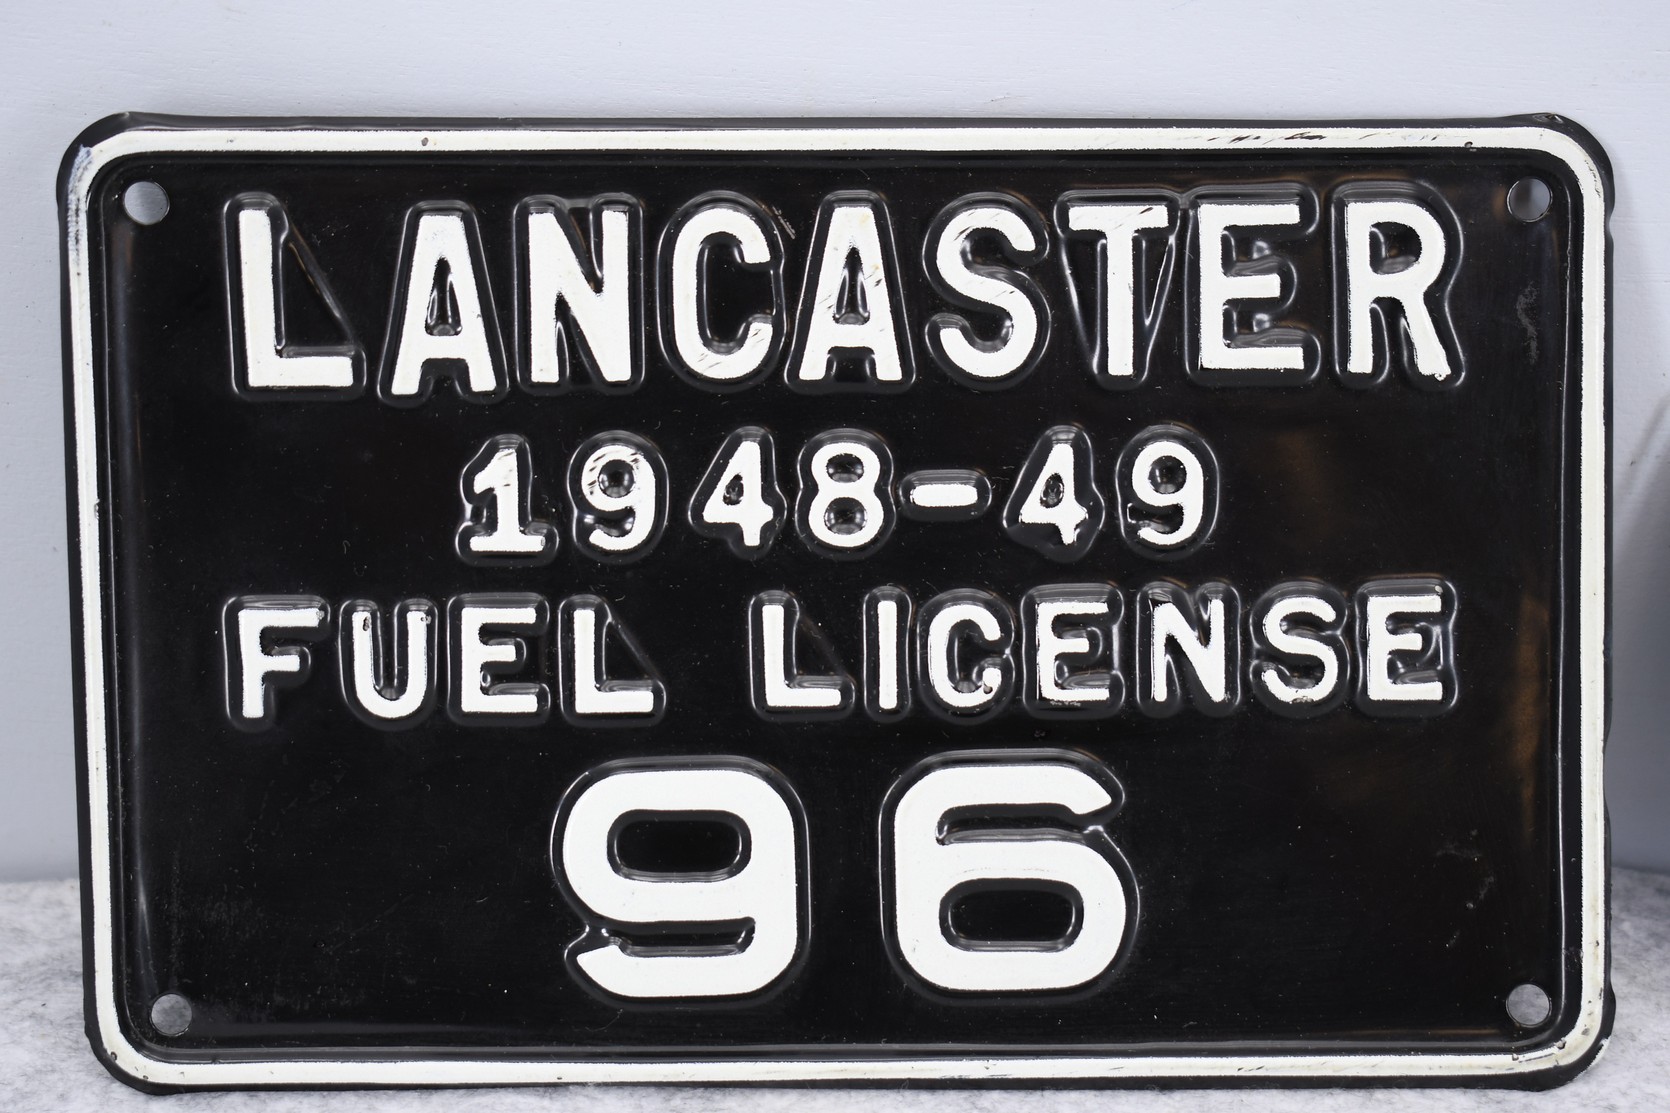 LANCASTER
1948-49
FUEL LICENSE
96